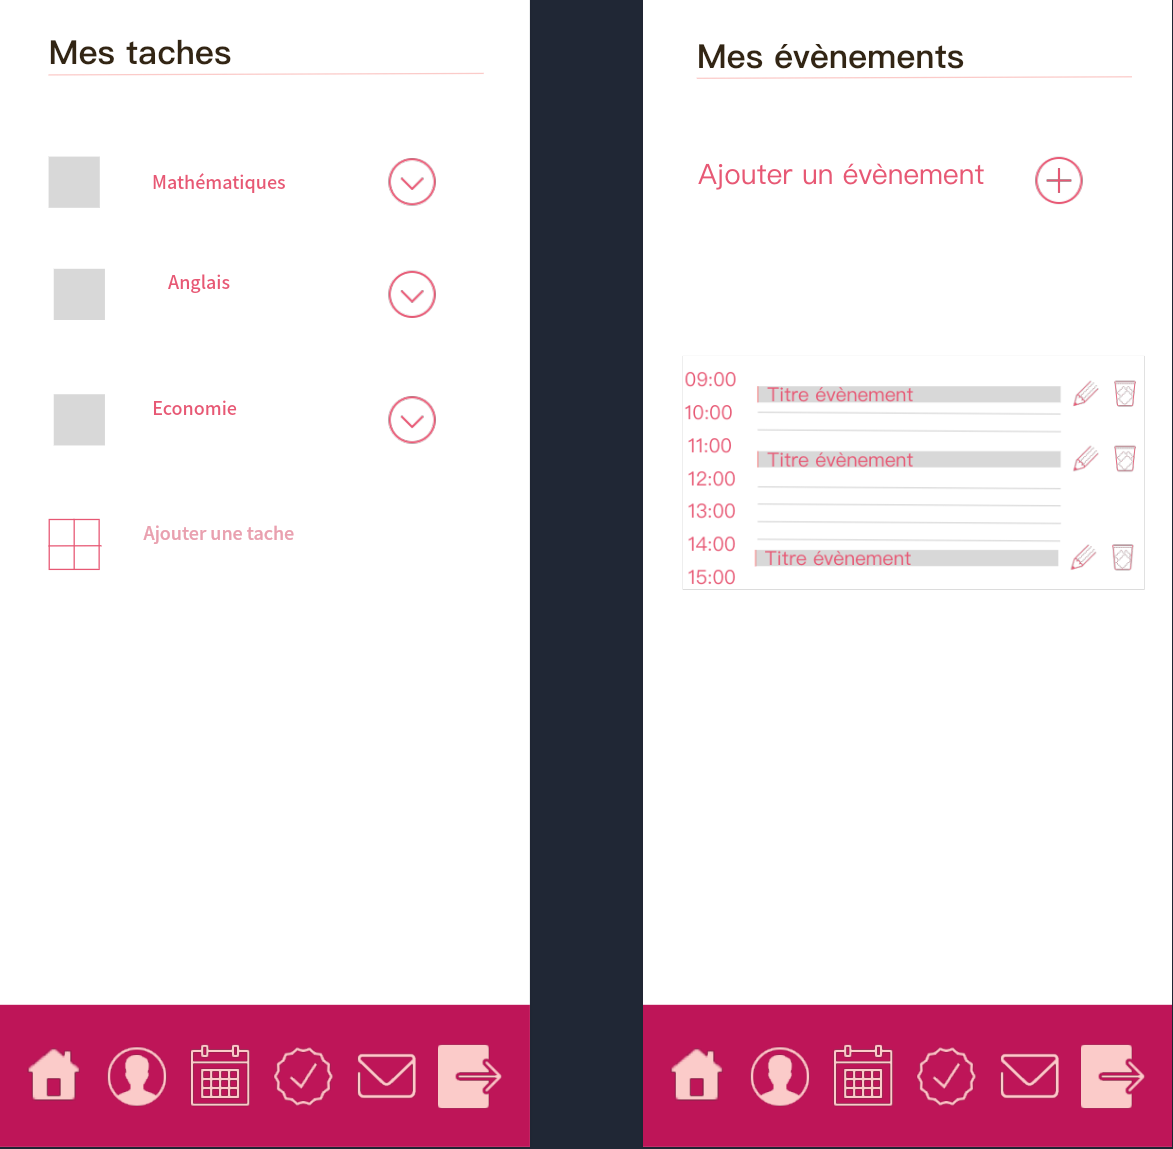 Mes taches
Mathématiques
Anglais
Economie
Ajouter une tache
Mes évènements
Ajouter un évènement
09:00
Titre évènement
10:00
11:00
Titre évènement
12:00
13:00
14:00
Titre évènement
15:00